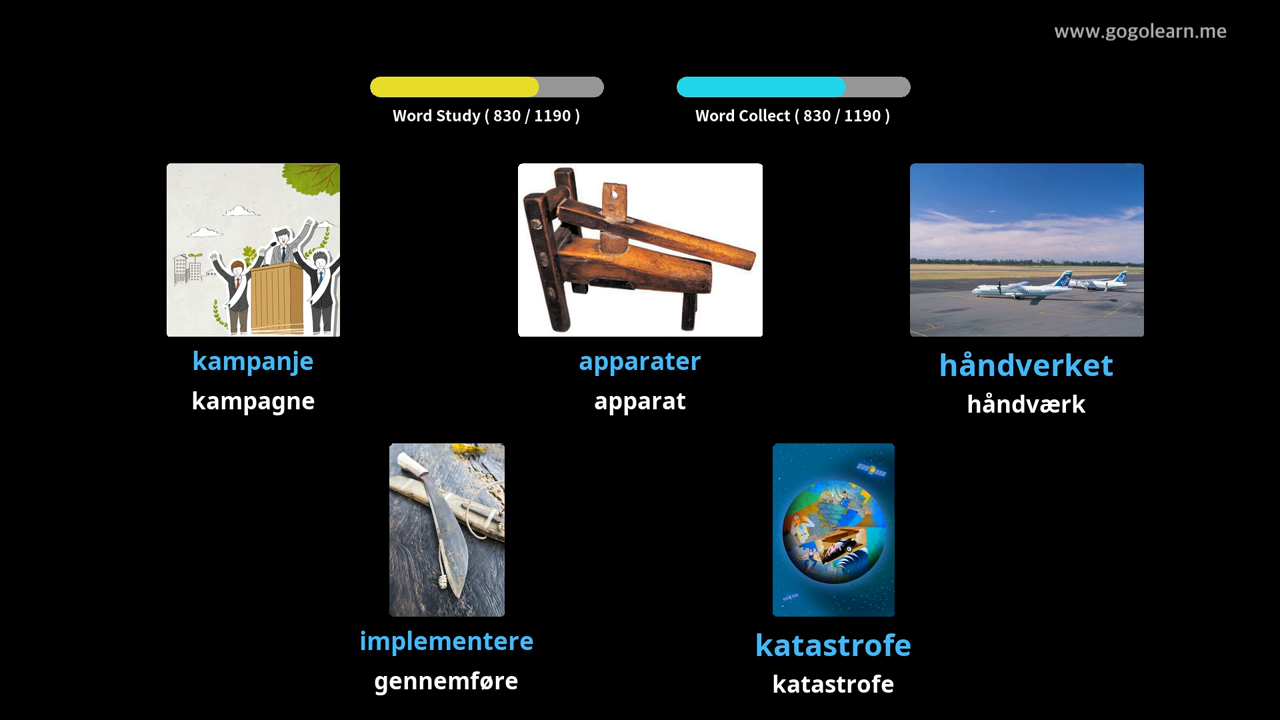 www.gogolearn.me
Word Study ( 830 / 1190 )
Word Collect ( 830 / 1190 )
kampanje
kampagne
apparater
apparat
håndverket
håndværk
implementere
gennemføre
katastrofe
katastrofe